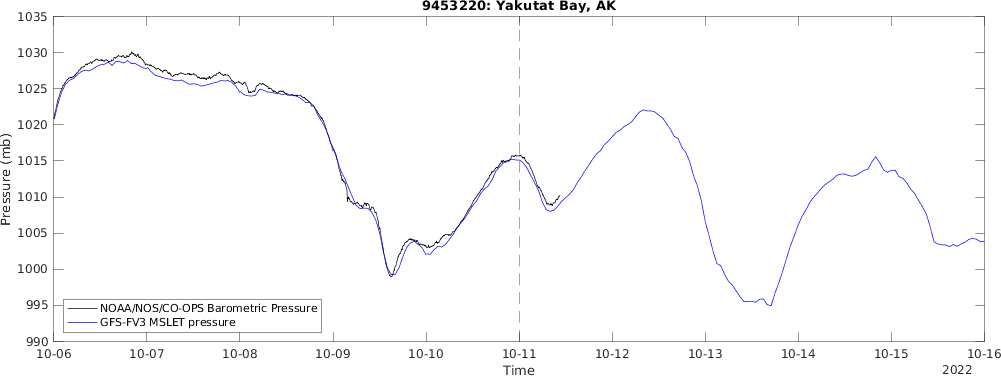 9453220: Yakutat Bay, AK
Pressure (mb)
1035
1030
1025
1020
1015
1010
1005
1000
995
990
NOAA/NOS/CO-OPS Barometric Pressure
GFS-FV3 MSLET pressure
10-06 10-07 10-08 10-09 10-10 10-11 10-12 10-13 10-14 10-15 10-16
Time
2022